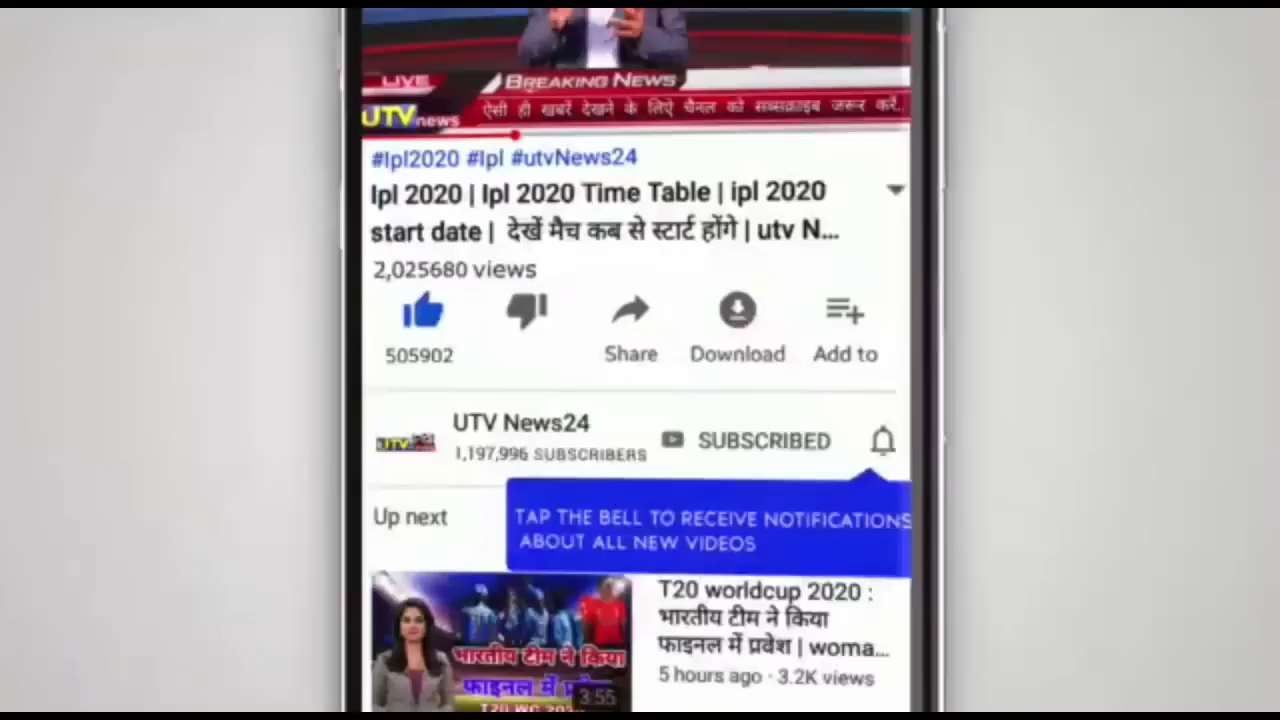 LIVE
BREAKING NEWS
UTV news
ऐसी ही खबरें देखने के लिऐ चैनल को सब्सक्राइब जरूर करें..
#Ipl2020 #Ipl #utvNews24
Ipl 2020 | Ipl 2020 Time Table | ipl 2020
start date | देखें मैच कब से स्टार्ट होंगे | utv N...
2,025680 views
505902
Share
Download
Add to
UTV News24
1,197,996 SUBSCRIBERS
SUBSCRIBED
TAP THE BELL TO RECEIVE NOTIFICATIONS
ABOUT ALL NEW VIDEOS
Up next
भारतीय टीम ने किया
फाइनल में
3:55
T20 worldcup 2020 :
भारतीय टीम ने किया
फाइनल में प्रवेश | woma...
5 hours ago · 3.2K views